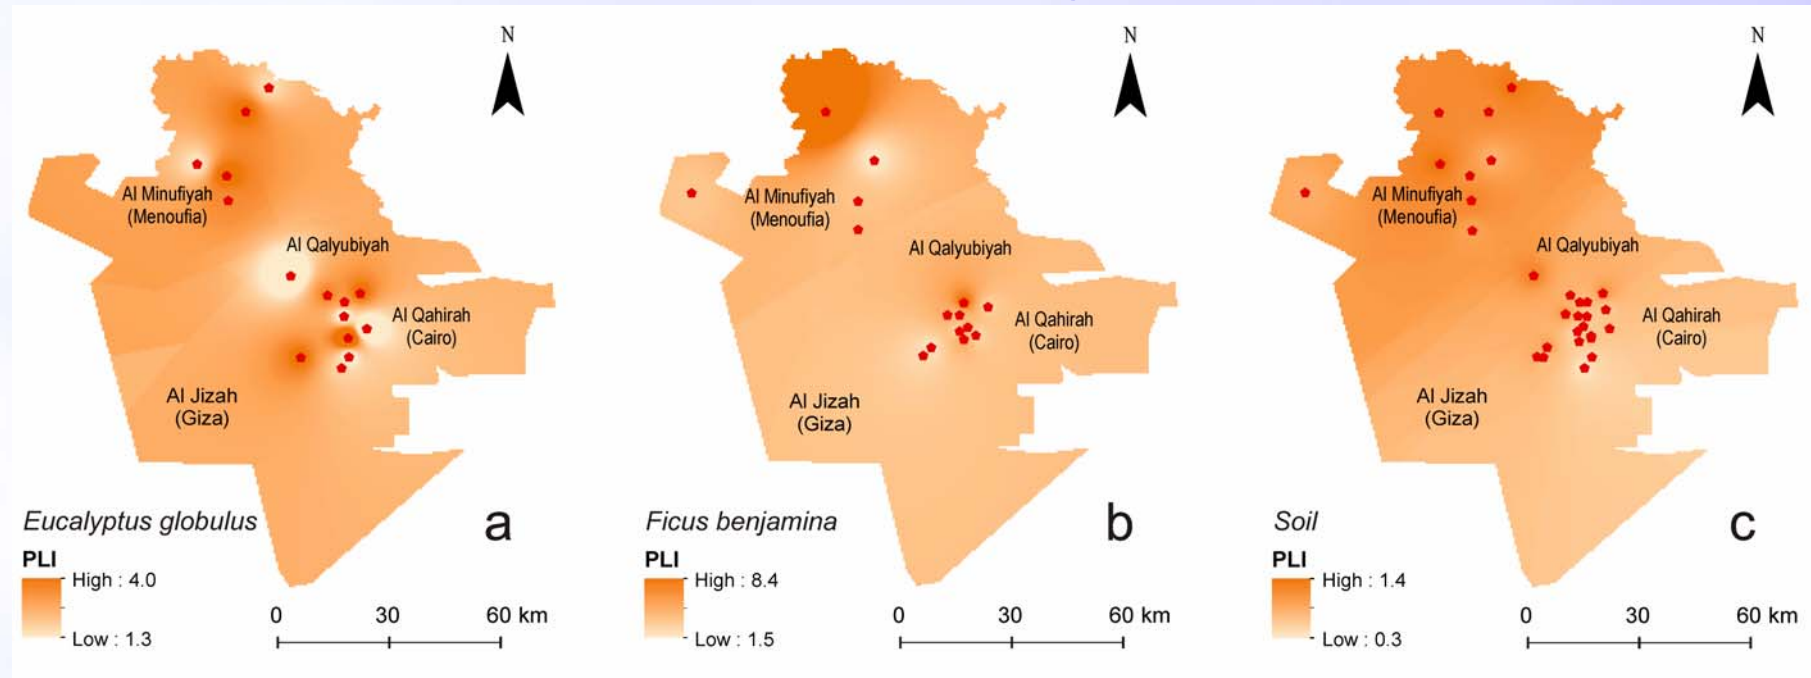 N
Al Minufiyah
(Menoufia)
Al Qalyubiyah
Al Qahirah
(Cairo)
Al Jizah
(Giza)
Eucalyptus globulus
a
PLI
High : 4.0
Low : 1.3
0 30 60 km
N
Al Minufiyah
(Menoufia)
Al Qalyubiyah
Al Qahirah
(Cairo)
Al Jizah
(Giza)
Ficus benjamina
b
PLI
High : 8.4
Low : 1.5
0 30 60 km
N
Al Minufiyah
(Menoufia)
Al Qalyubiyah
Al Qahirah
(Cairo)
Al Jizah
(Giza)
Soil
c
PLI
High : 1.4
Low : 0.3
0 30 60 km